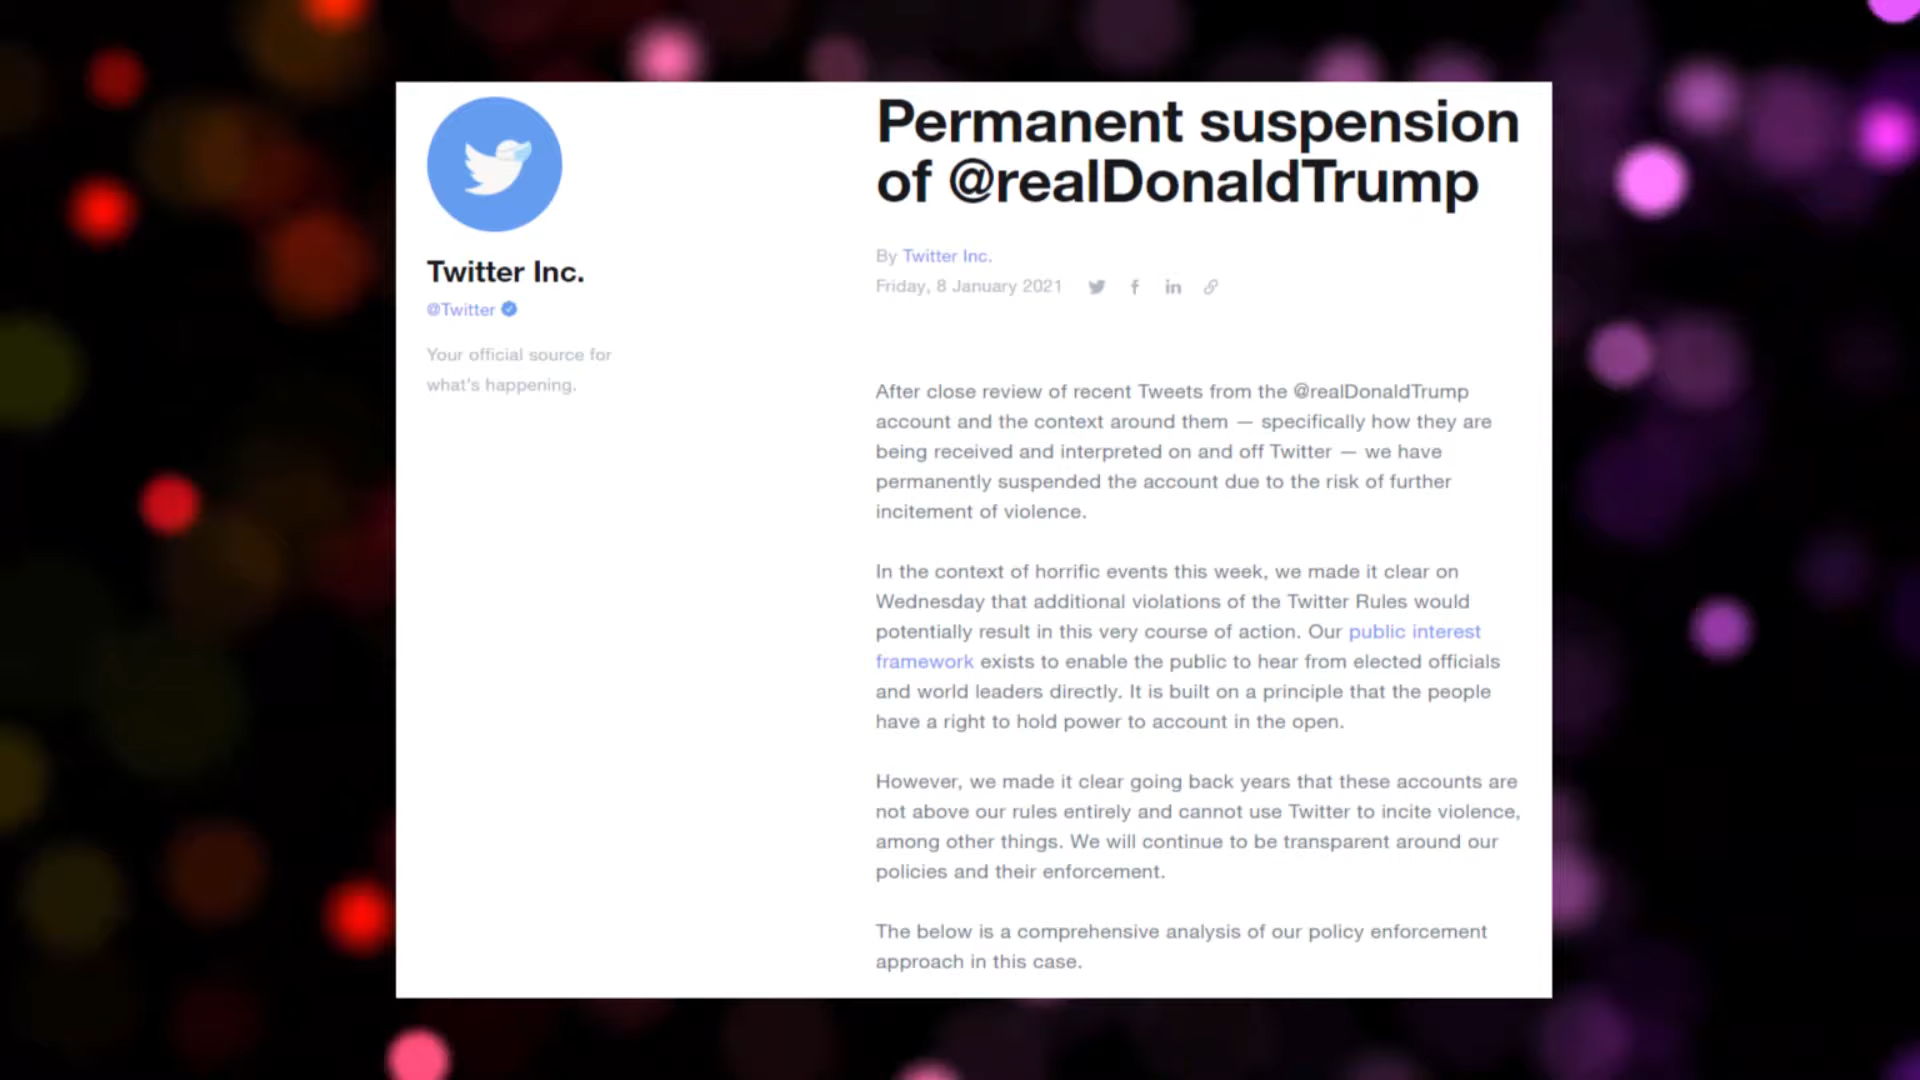 Twitter Inc.
@Twitter
Your official source for
what's happening.
Permanent suspension
of @realDonaldTrump
By Twitter Inc.
Friday, 8 January 2021
After close review of recent Tweets from the @realDonaldTrump
account and the context around them — specifically how they are
being received and interpreted on and off Twitter — we have
permanently suspended the account due to the risk of further
incitement of violence.
In the context of horrific events this week, we made it clear on
Wednesday that additional violations of the Twitter Rules would
potentially result in this very course of action. Our public interest
framework exists to enable the public to hear from elected officials
and world leaders directly. It is built on a principle that the people
have a right to hold power to account in the open.
However, we made it clear going back years that these accounts are
not above our rules entirely and cannot use Twitter to incite violence,
among other things. We will continue to be transparent around our
policies and their enforcement.
The below is a comprehensive analysis of our policy enforcement
approach in this case.